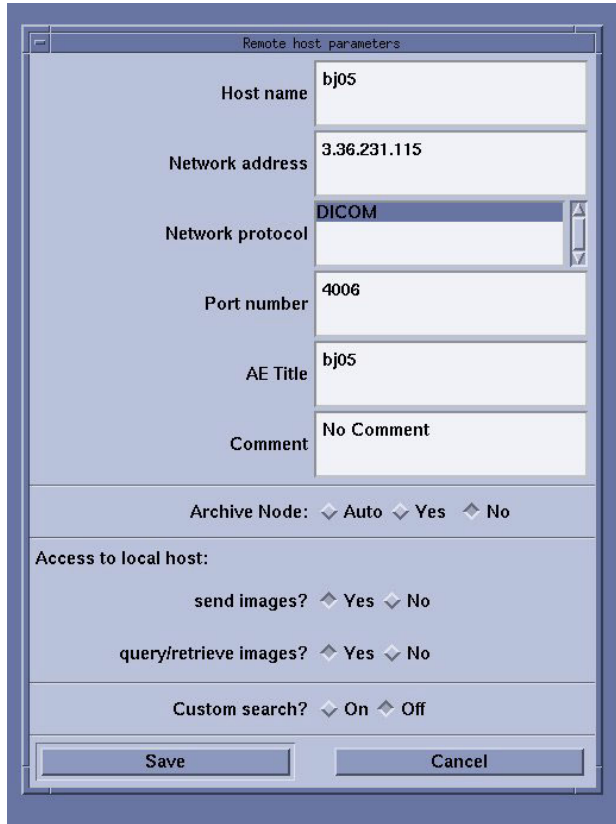 Remote host parameters
Host name bj05
Network address 3.36.231.115
Network protocol DICOM
Port number 4006
AE Title bj05
Comment No Comment
Archive Node: Auto Yes No
Access to local host:
send images? Yes No
query/retrieve images? Yes No
Custom search? On Off
Save Cancel